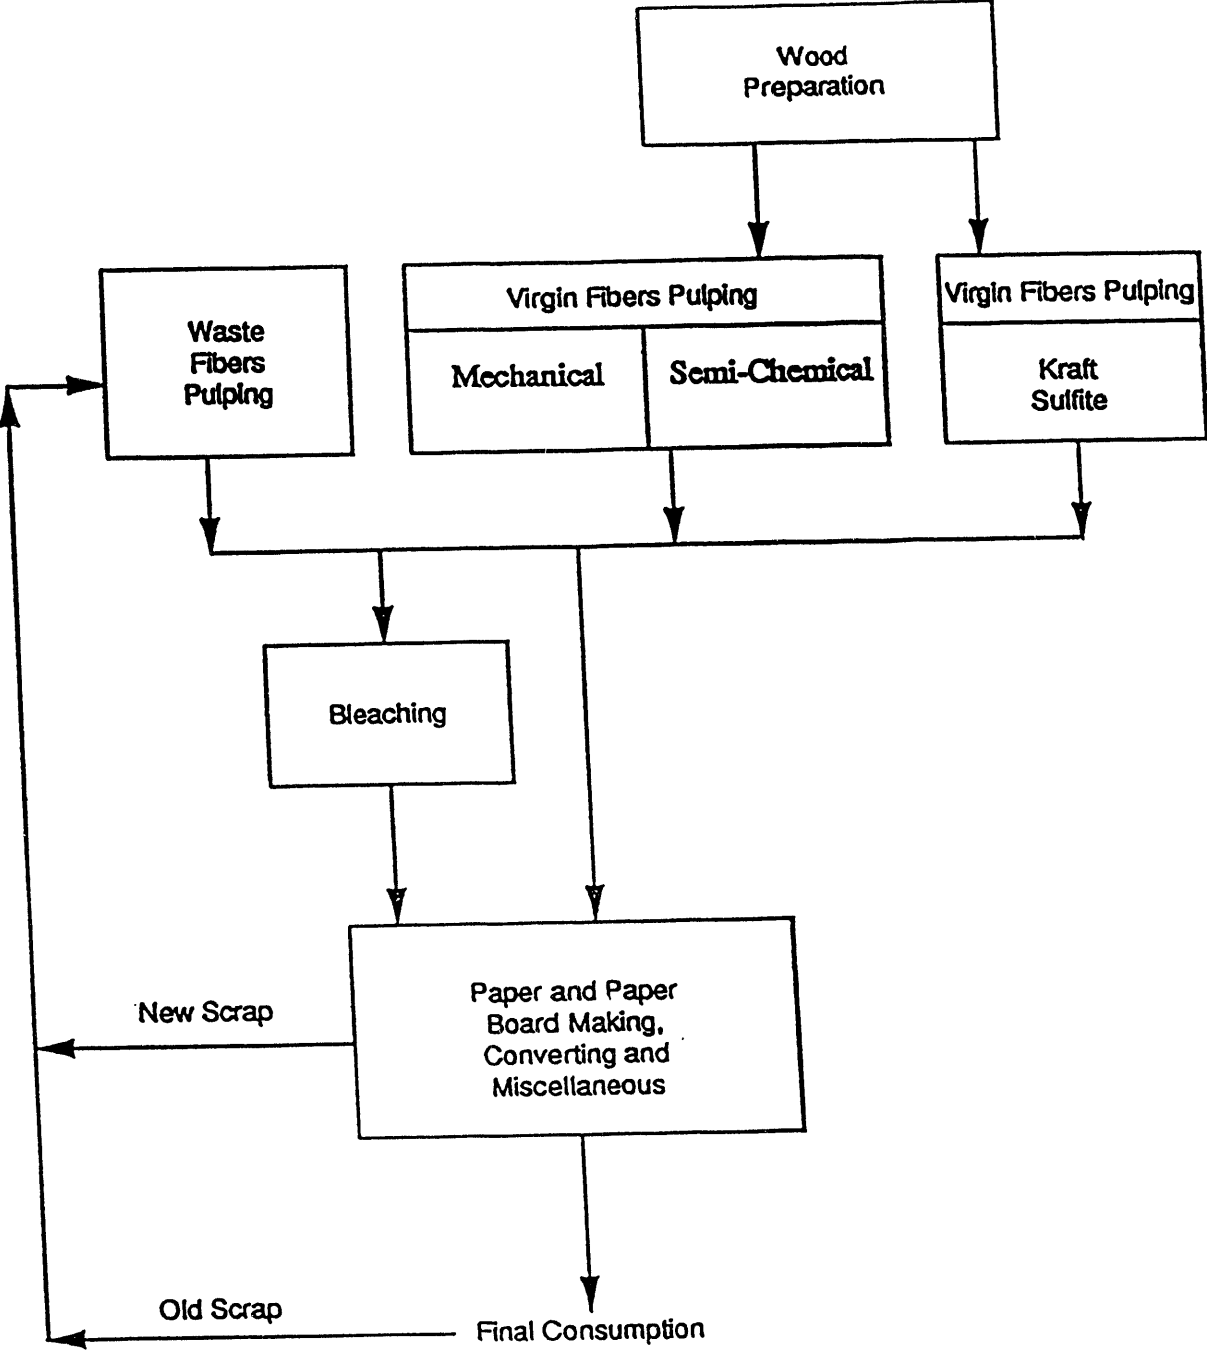 Wood
Preparation
Virgin Fibers Pulping
Virgin Fibers Pulping
Waste
Fibers
Pulping
Mechanical
Semi-Chemical
Kraft
Sulfite
Bleaching
Paper and Paper
Board Making,
Converting and
Miscellaneous
New Scrap
Old Scrap
Final Consumption